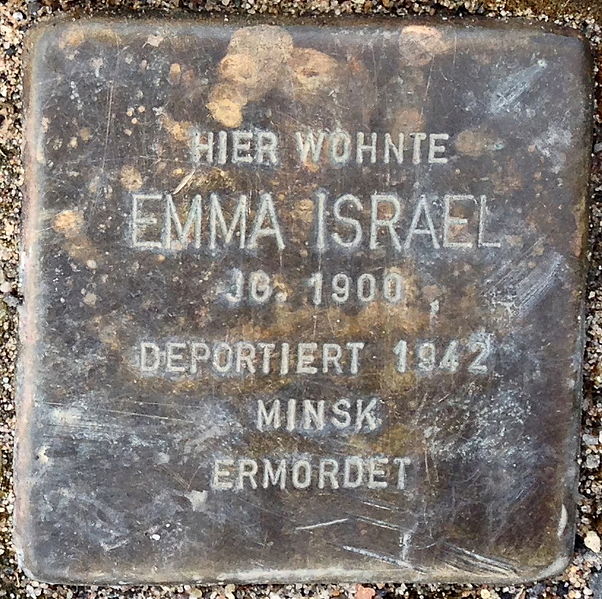 HIER WOHNTE
EMMA ISRAEL
JG. 1900
DEPORTIERT 1942
MINSK
ERMORDET